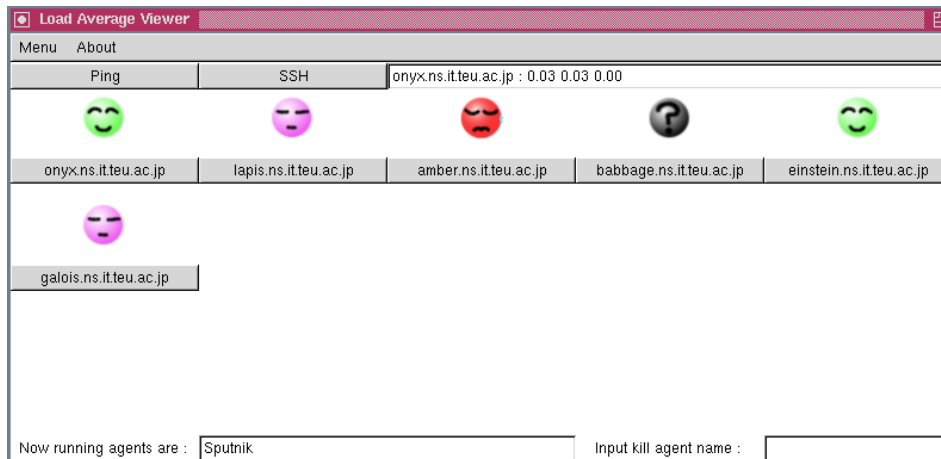 Load Average Viewer
Menu About
Ping SSH onyx.ns.it.teu.ac.jp : 0.03 0.03 0.00
?
onyx.ns.it.teu.ac.jp lapis.ns.it.teu.ac.jp amber.ns.it.teu.ac.jp babbage.ns.it.teu.ac.jp einstein.ns.it.teu.ac.jp
galois.ns.it.teu.ac.jp
Now running agents are : Sputnik Input kill agent name :